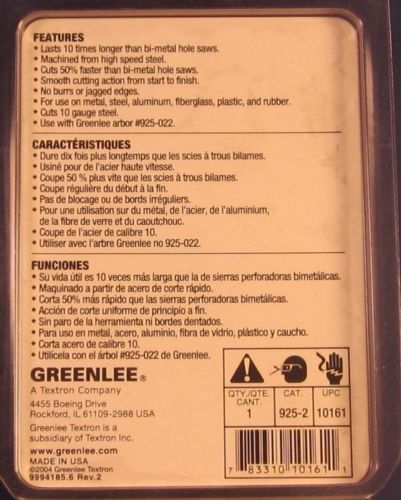 FEATURES
• Lasts 10 times longer than bi-metal hole saws.
• Machined from high speed steel.
• Cuts 50% faster than bi-metal hole saws.
• Smooth cutting action from start to finish.
• No burrs or jagged edges.
• For use on metal, steel, aluminum, fiberglass, plastic, and rubber.
• Cuts 10 gauge steel.
• Use with Greenlee arbor #925-022.
CARACTÉRISTIQUES
• Dure dix fois plus longtemps que les scies à trous bilames.
• Usiné pour de l'acier haute vitesse.
• Coupe 50 % plus vite que les scies à trous bilames.
• Coupe régulière du début à la fin.
• Pas de blocage ou de bords irréguliers.
• Pour une utilisation sur du métal, de l'acier, de l'aluminium,
de la fibre de verre et du caoutchouc.
• Coupe de l'acier de calibre 10.
• Utiliser avec l'arbre Greenlee no 925-022.
FUNCIONES
• Su vida útil es 10 veces más larga que la de sierras perforadoras bimetálicas.
• Maquinado a partir de acero de corte rápido.
• Corta 50% más rápido que las sierras perforadoras bimetálicas.
• Acción de corte uniforme de principio a fin.
• Sin paro de la herramienta ni bordes dentados.
• Para uso en metal, acero, aluminio, fibra de vidrio, plástico y caucho.
• Corta acero de calibre 10.
• Utilícela con el árbol #925-022 de Greenlee.
GREENLEE®
A Textron Company
4455 Boeing Drive
Rockford, IL 61109-2988 USA
Greenlee Textron is a
subsidiary of Textron Inc.
www.greenlee.com
MADE IN USA
©2004 Greenlee Textron
9994185.6 Rev.2
QTY./QTE. CANT. CAT. UPC
1 925-2 10161
7 83310 10161 1